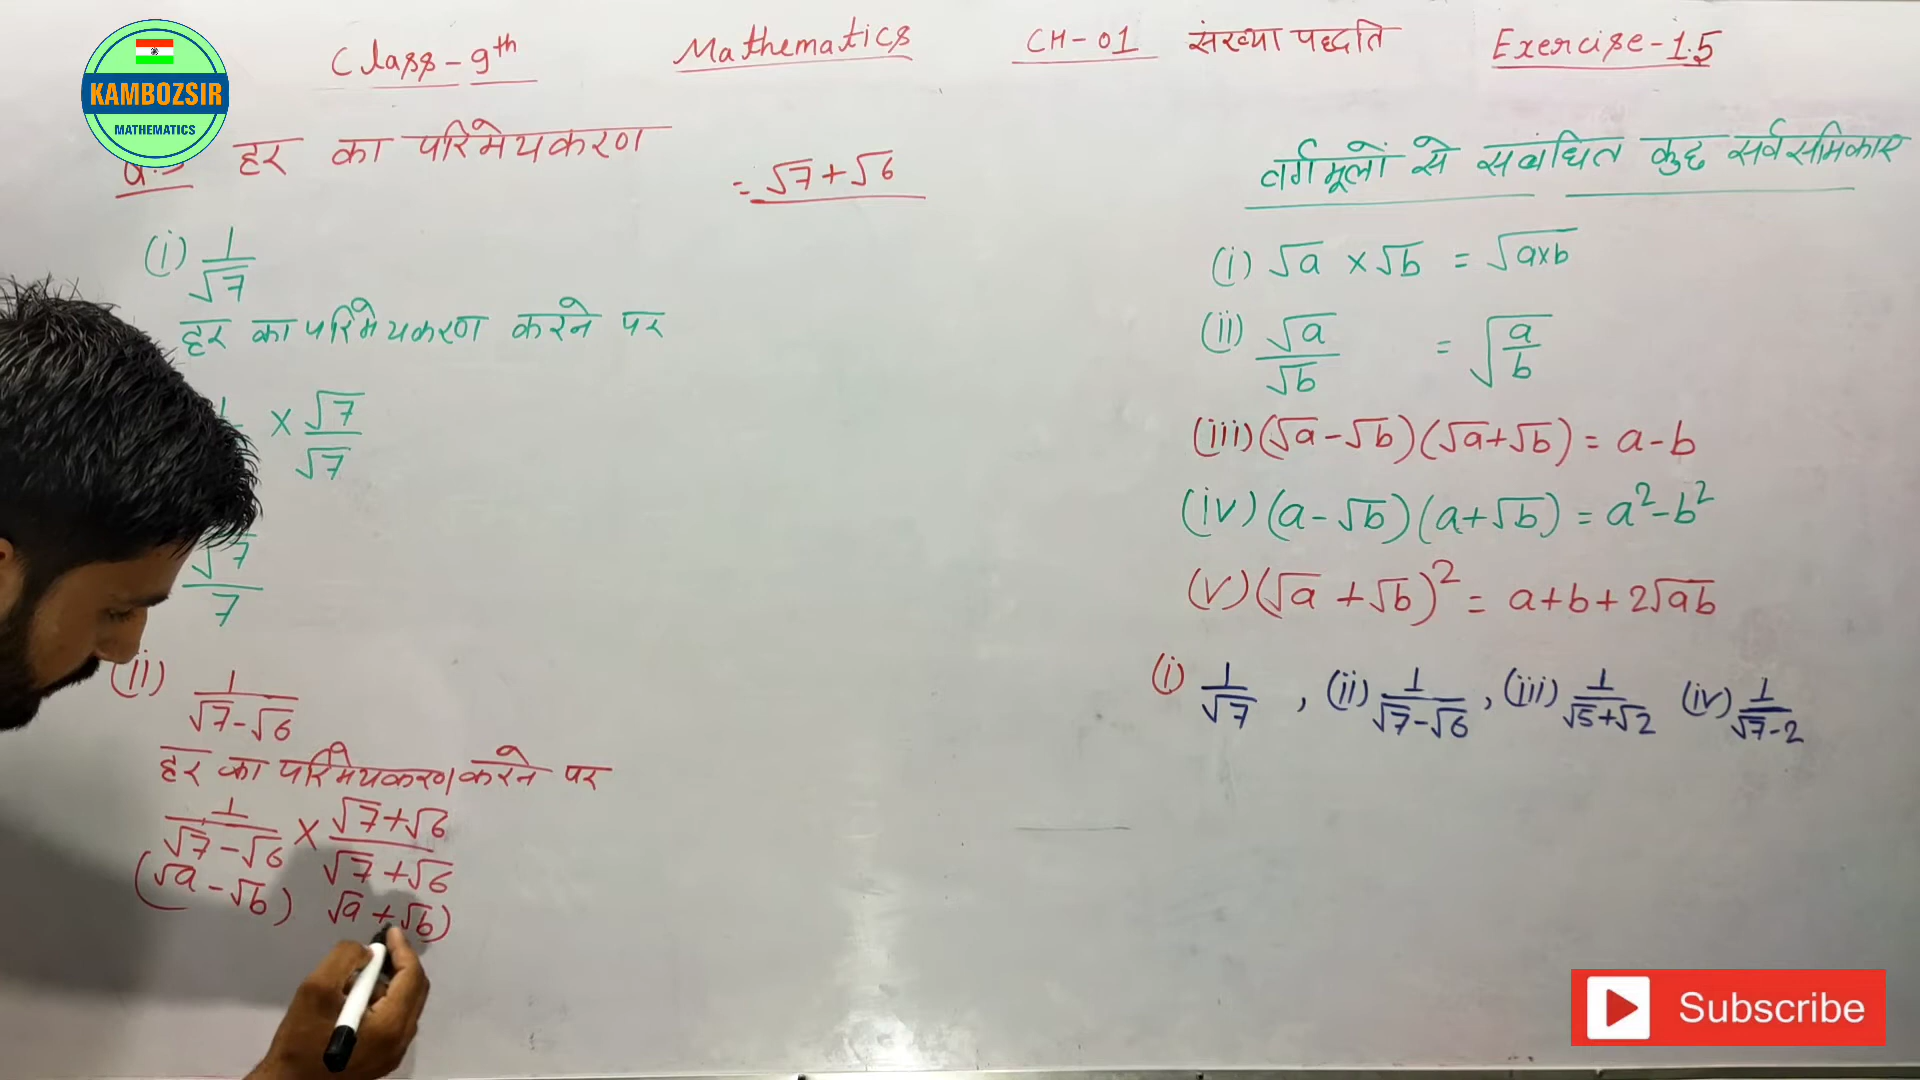 KAMBOZSIR
MATHEMATICS
Class-9th Mathematics CH-01 संख्या पद्धति Exercise-1.5
हर का परिमेयकरण
= √7+√6
(i) 1/√7
हर का परिमेयकरण करने पर
× √7/√7
√7/7
(ii) 1/(√7-√6)
हर का परिमेयकरण करने पर
1/(√7-√6) × (√7+√6)/(√7+√6)
(√a-√b) √a+√b)
वर्गमूलों से सबंधित कुछ सर्वसमिकाए
(i) √a × √b = √(a×b)
(ii) √a/√b = √(a/b)
(iii) (√a-√b)(√a+√b) = a-b
(iv) (a-√b)(a+√b) = a²-b²
(v) (√a+√b)² = a+b+2√ab
(i) 1/√7 , (ii) 1/(√7-√6) , (iii) 1/(√5+√2) (iv) 1/(√7-2)
Subscribe